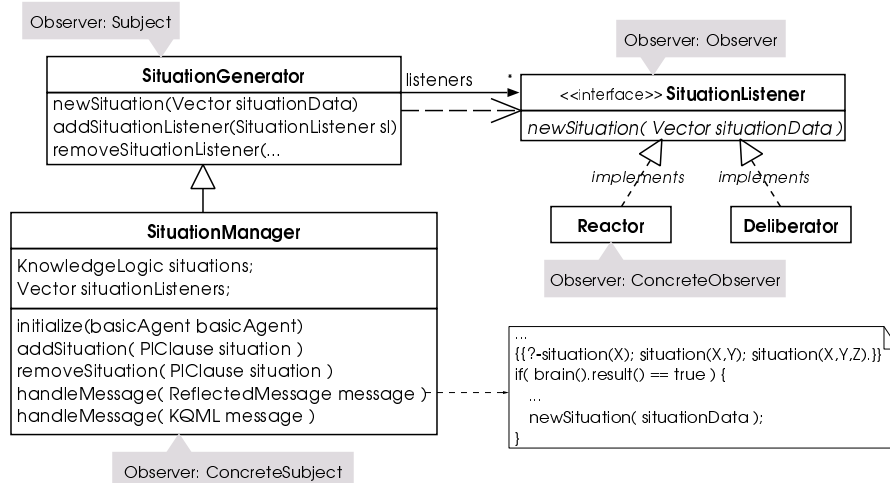 Observer: Subject
Observer: Observer
SituationGenerator
newSituation(Vector situationData)
addSituationListener(SituationListener sl)
removeSituationListener(...
listeners
*
<<interface>> SituationListener
newSituation( Vector situationData )
implements
implements
Reactor
Deliberator
Observer: ConcreteObserver
SituationManager
KnowledgeLogic situations;
Vector situationListeners;
initialize(basicAgent basicAgent)
addSituation( PlClause situation )
removeSituation( PlClause situation )
handleMessage( ReflectedMessage message )
handleMessage( KQML message )
Observer: ConcreteSubject
...
{{?-situation(X); situation(X,Y); situation(X,Y,Z).}}
if( brain().result() == true ) {
...
newSituation( situationData );
}